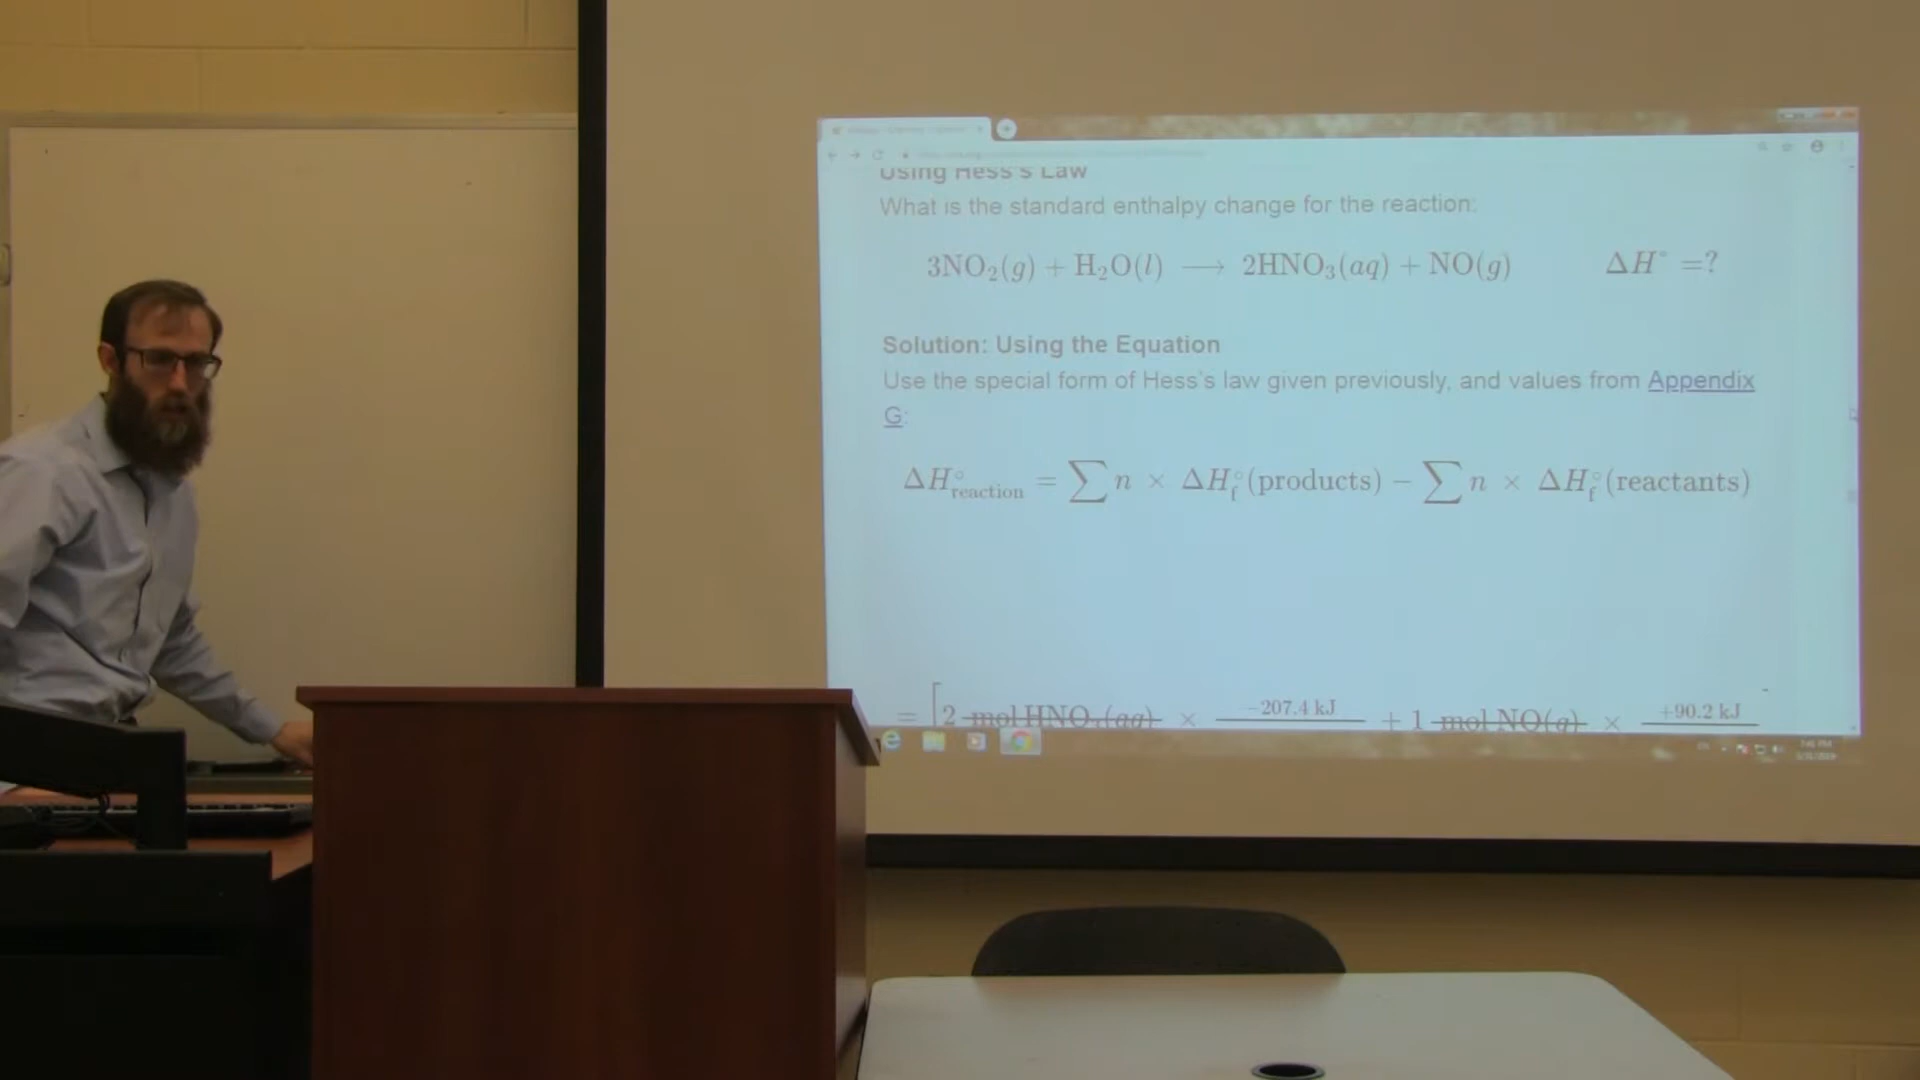 Using Hess's Law
What is the standard enthalpy change for the reaction:
3NO₂(g) + H₂O(l) ⟶ 2HNO₃(aq) + NO(g) ΔH° =?
Solution: Using the Equation
Use the special form of Hess's law given previously, and values from Appendix
G:
ΔH°reaction = ∑ n × ΔH°f(products) − ∑ n × ΔH°f(reactants)
= [2 mol HNO₃(aq) × −207.4 kJ + 1 mol NO(g) × +90.2 kJ